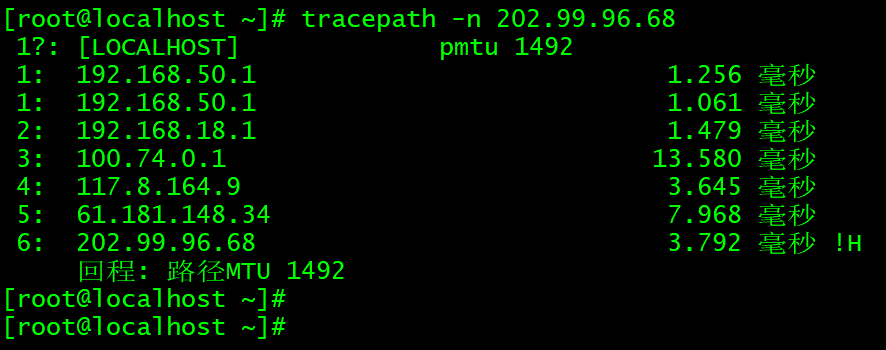 [root@localhost ~]# tracepath -n 202.99.96.68
1?: [LOCALHOST] pmtu 1492
1: 192.168.50.1 1.256 毫秒
1: 192.168.50.1 1.061 毫秒
2: 192.168.18.1 1.479 毫秒
3: 100.74.0.1 13.580 毫秒
4: 117.8.164.9 3.645 毫秒
5: 61.181.148.34 7.968 毫秒
6: 202.99.96.68 3.792 毫秒 !H
回程: 路径MTU 1492
[root@localhost ~]#
[root@localhost ~]#